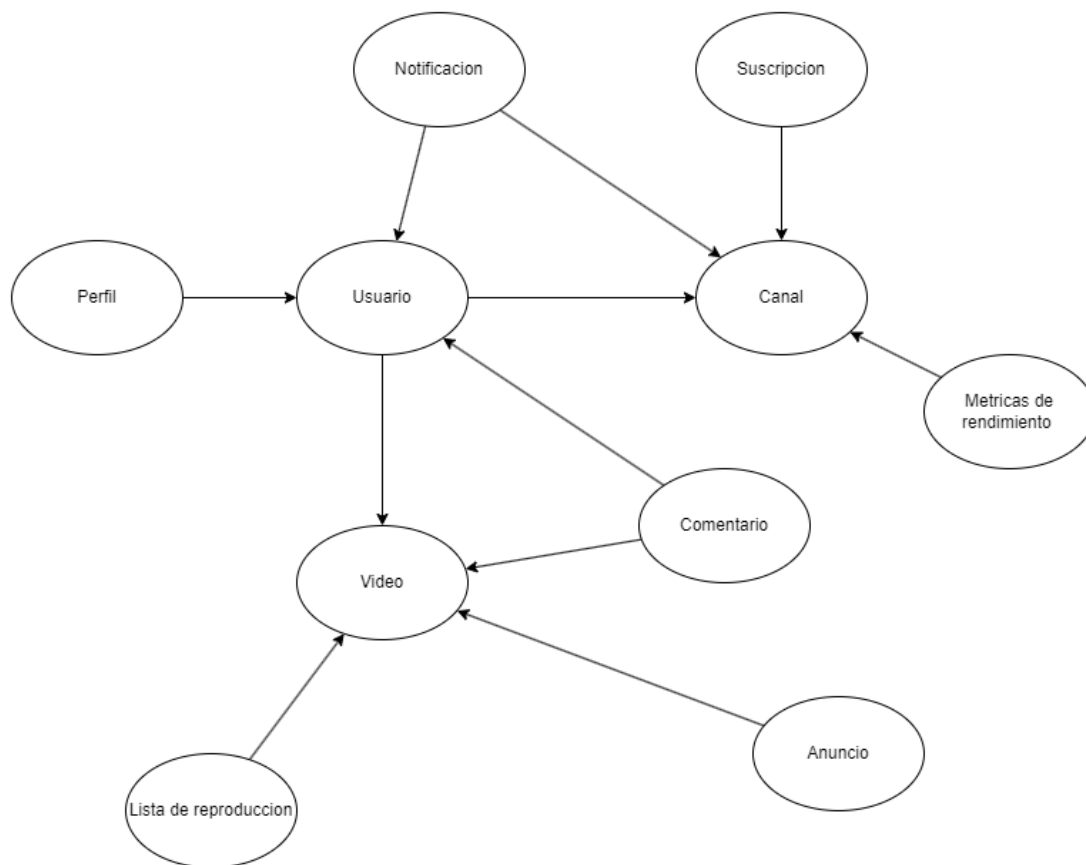 Notificacion
Suscripcion
Perfil
Usuario
Canal
Metricas de
rendimiento
Comentario
Video
Anuncio
Lista de reproduccion